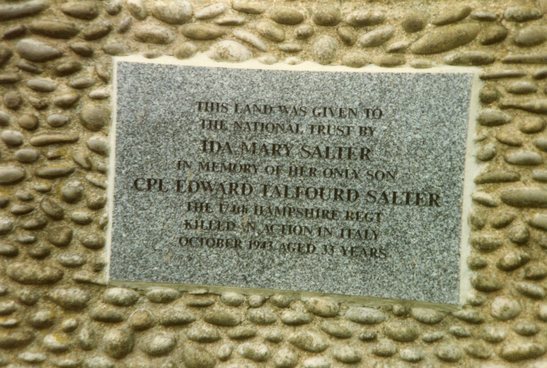 THIS LAND WAS GIVEN TO
THE NATIONAL TRUST BY
IDA MARY SALTER
IN MEMORY OF HER ONLY SON
CPL EDWARD TALFOURD SALTER
THE 1/4th HAMPSHIRE REGT
KILLED IN ACTION IN ITALY
OCTOBER 1943 AGED 33 YEARS